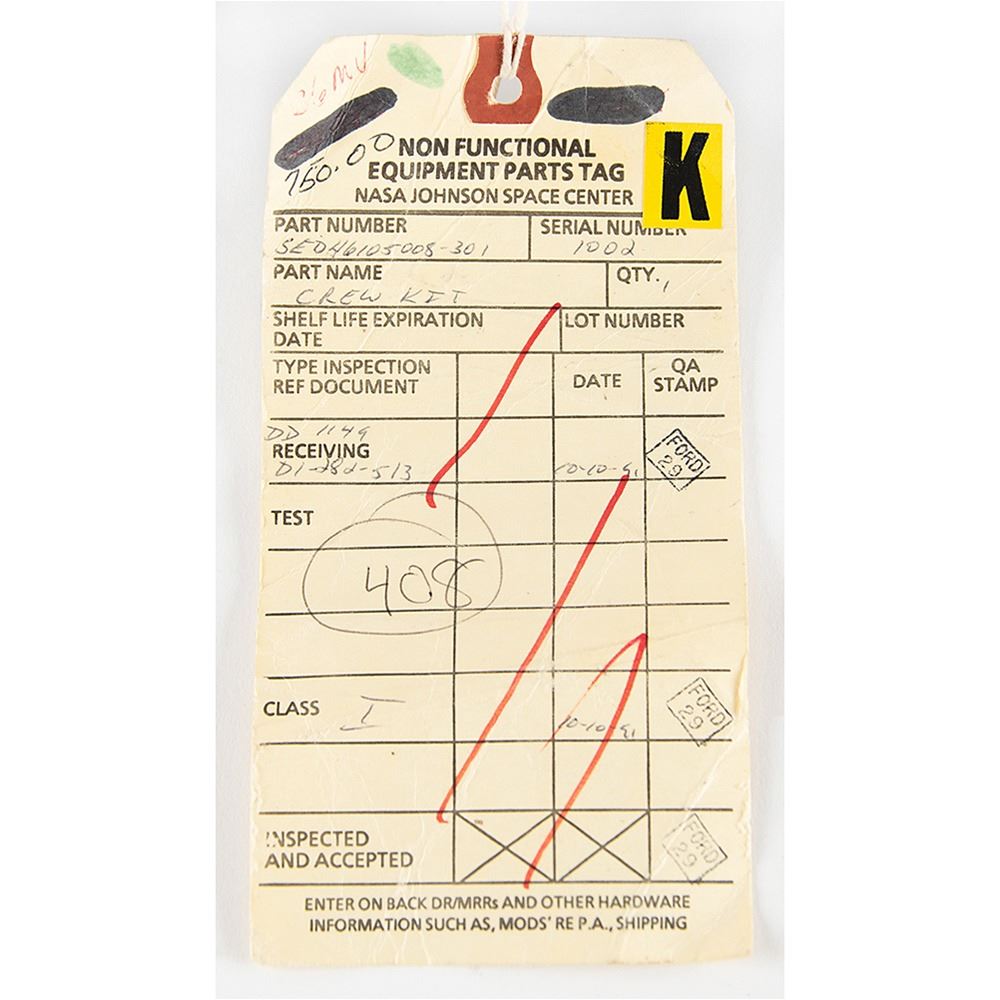 750.00
NON FUNCTIONAL
EQUIPMENT PARTS TAG
NASA JOHNSON SPACE CENTER
K
PART NUMBER SERIAL NUMBER
SED46105008-301 1002
PART NAME QTY. 1
CREW KIT
SHELF LIFE EXPIRATION DATE LOT NUMBER
TYPE INSPECTION REF DOCUMENT DATE QA STAMP
DD 1149
RECEIVING
DI-282-513 10-10-91 FORD 29
TEST
408
CLASS I 10-10-91 FORD 29
INSPECTED
AND ACCEPTED FORD 29
ENTER ON BACK DR/MRRs AND OTHER HARDWARE
INFORMATION SUCH AS, MODS' RE P.A., SHIPPING